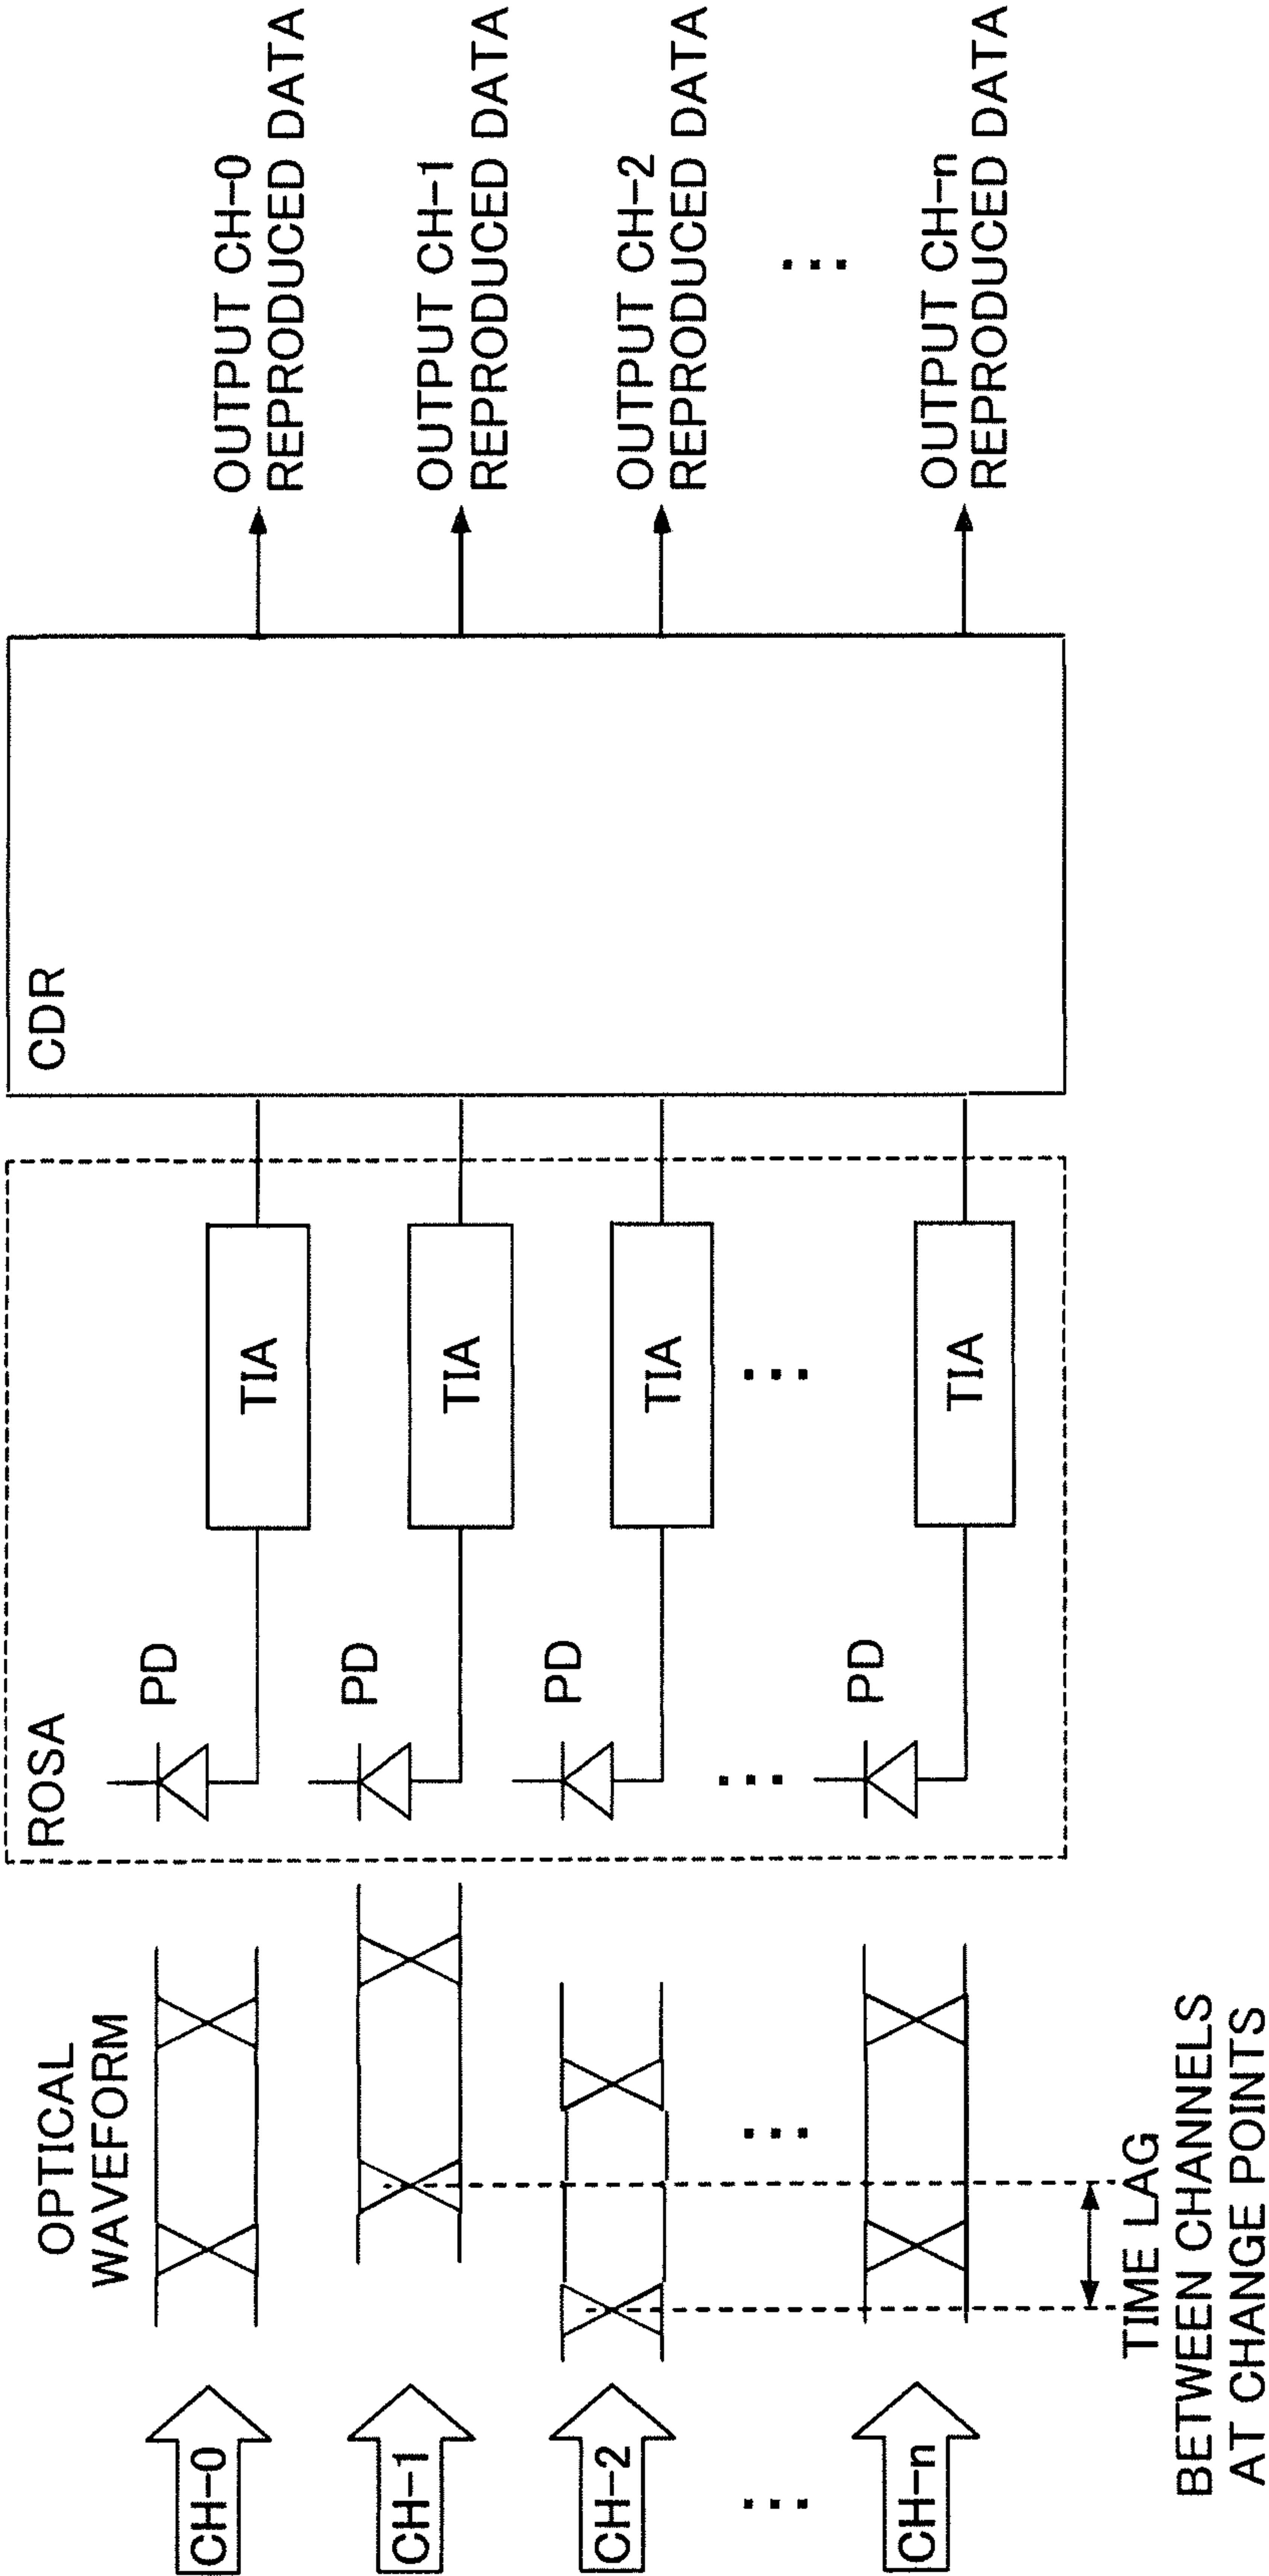 OPTICAL
WAVEFORM
ROSA
CDR
CH-0
PD
TIA
OUTPUT CH-0
REPRODUCED DATA
CH-1
PD
TIA
OUTPUT CH-1
REPRODUCED DATA
CH-2
PD
TIA
OUTPUT CH-2
REPRODUCED DATA
...
...
...
...
...
CH-n
PD
TIA
OUTPUT CH-n
REPRODUCED DATA
TIME LAG
BETWEEN CHANNELS
AT CHANGE POINTS